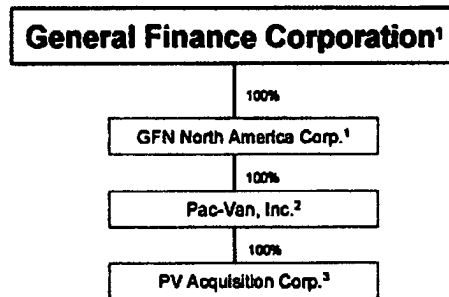 General Finance Corporation¹
100%
GFN North America Corp.¹
100%
Pac-Van, Inc.²
100%
PV Acquisition Corp.³